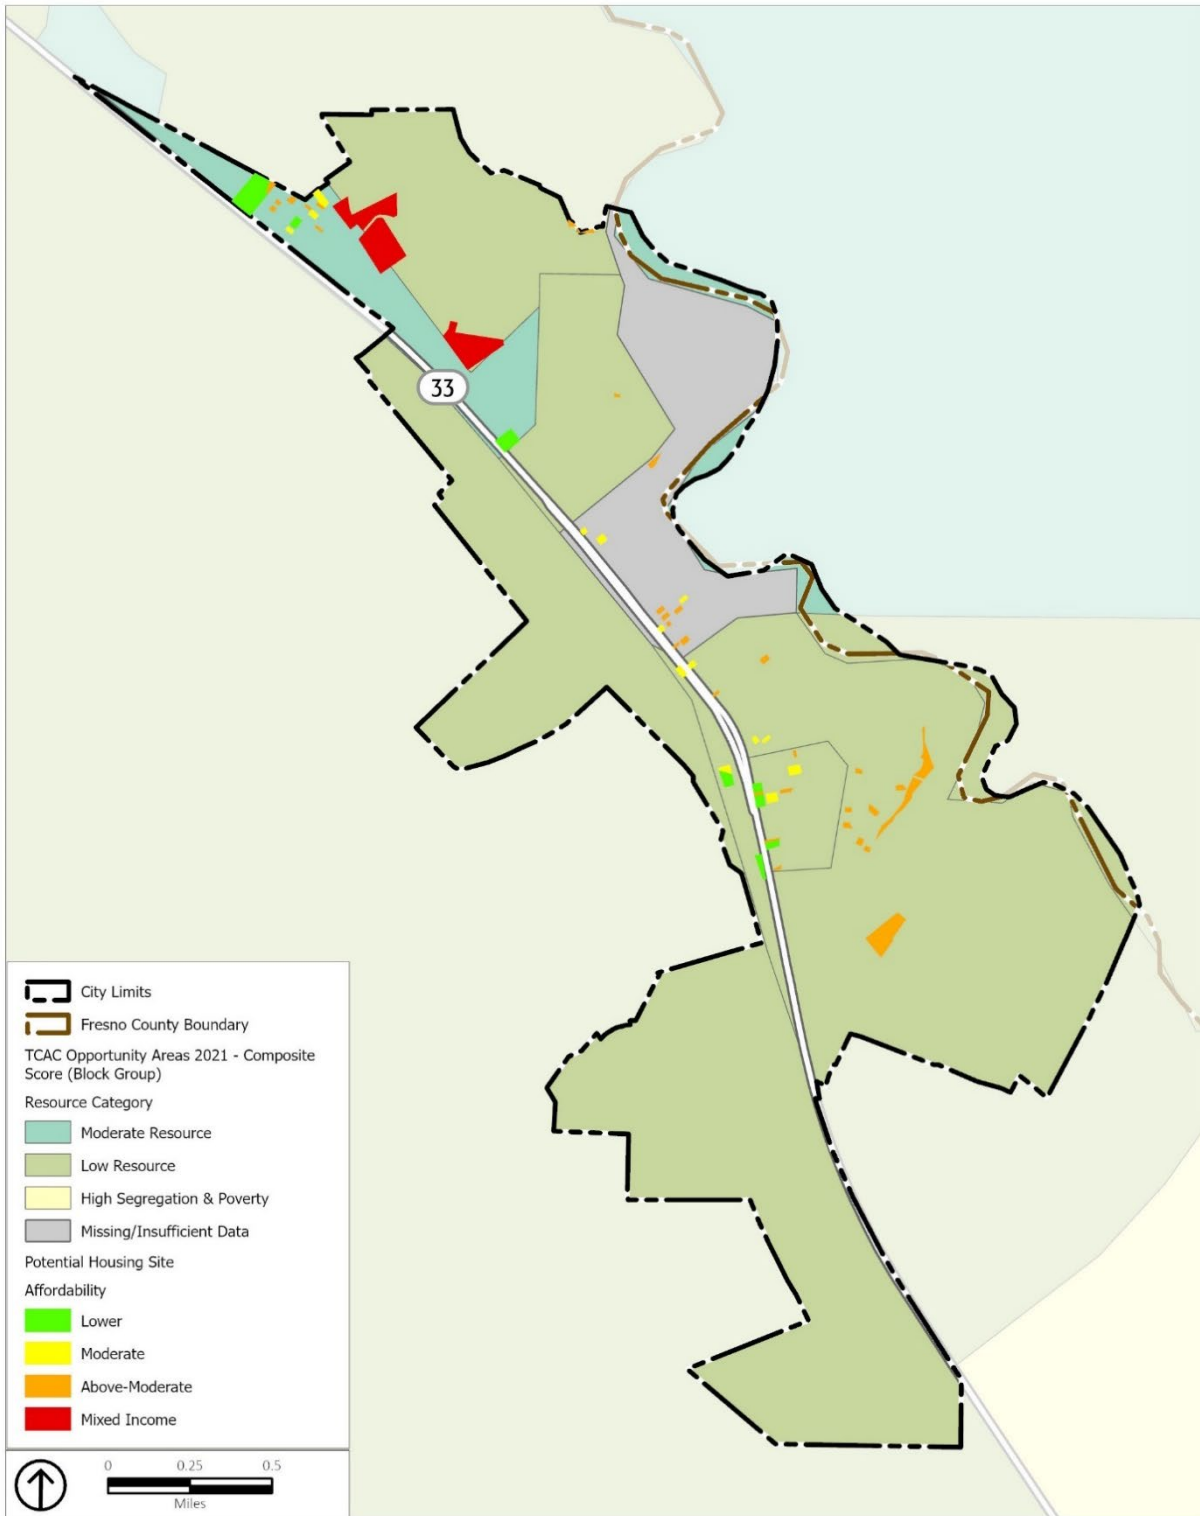 33
City Limits
Fresno County Boundary
TCAC Opportunity Areas 2021 - Composite
Score (Block Group)
Resource Category
Moderate Resource
Low Resource
High Segregation & Poverty
Missing/Insufficient Data
Potential Housing Site
Affordability
Lower
Moderate
Above-Moderate
Mixed Income
0 0.25 0.5
Miles